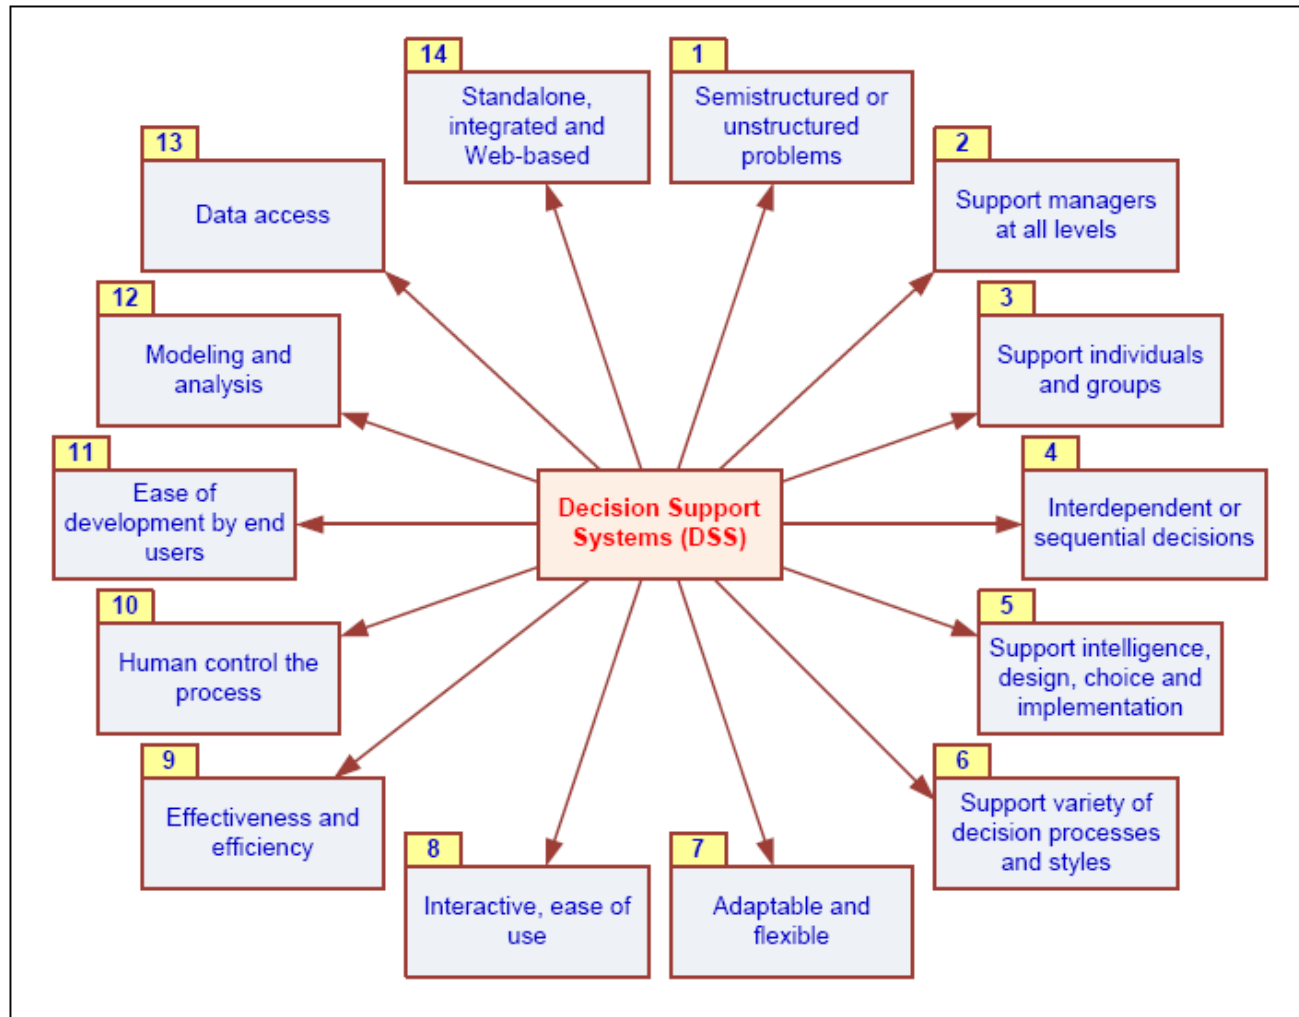 14
Standalone,
integrated and
Web-based
1
Semistructured or
unstructured
problems
13
Data access
2
Support managers
at all levels
12
Modeling and
analysis
3
Support individuals
and groups
11
Ease of
development by end
users
Decision Support
Systems (DSS)
4
Interdependent or
sequential decisions
10
Human control the
process
5
Support intelligence,
design, choice and
implementation
9
Effectiveness and
efficiency
6
Support variety of
decision processes
and styles
8
Interactive, ease of
use
7
Adaptable and
flexible